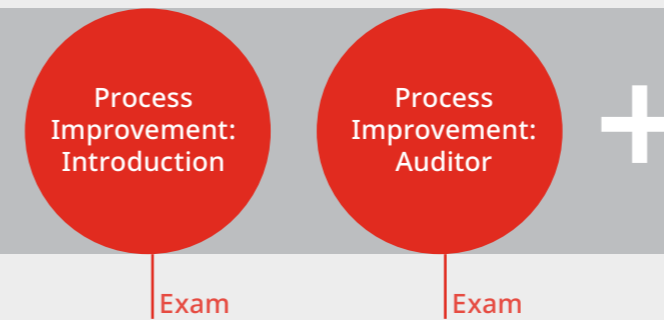 Process
Improvement:
Introduction
Process
Improvement:
Auditor
+
Exam
Exam